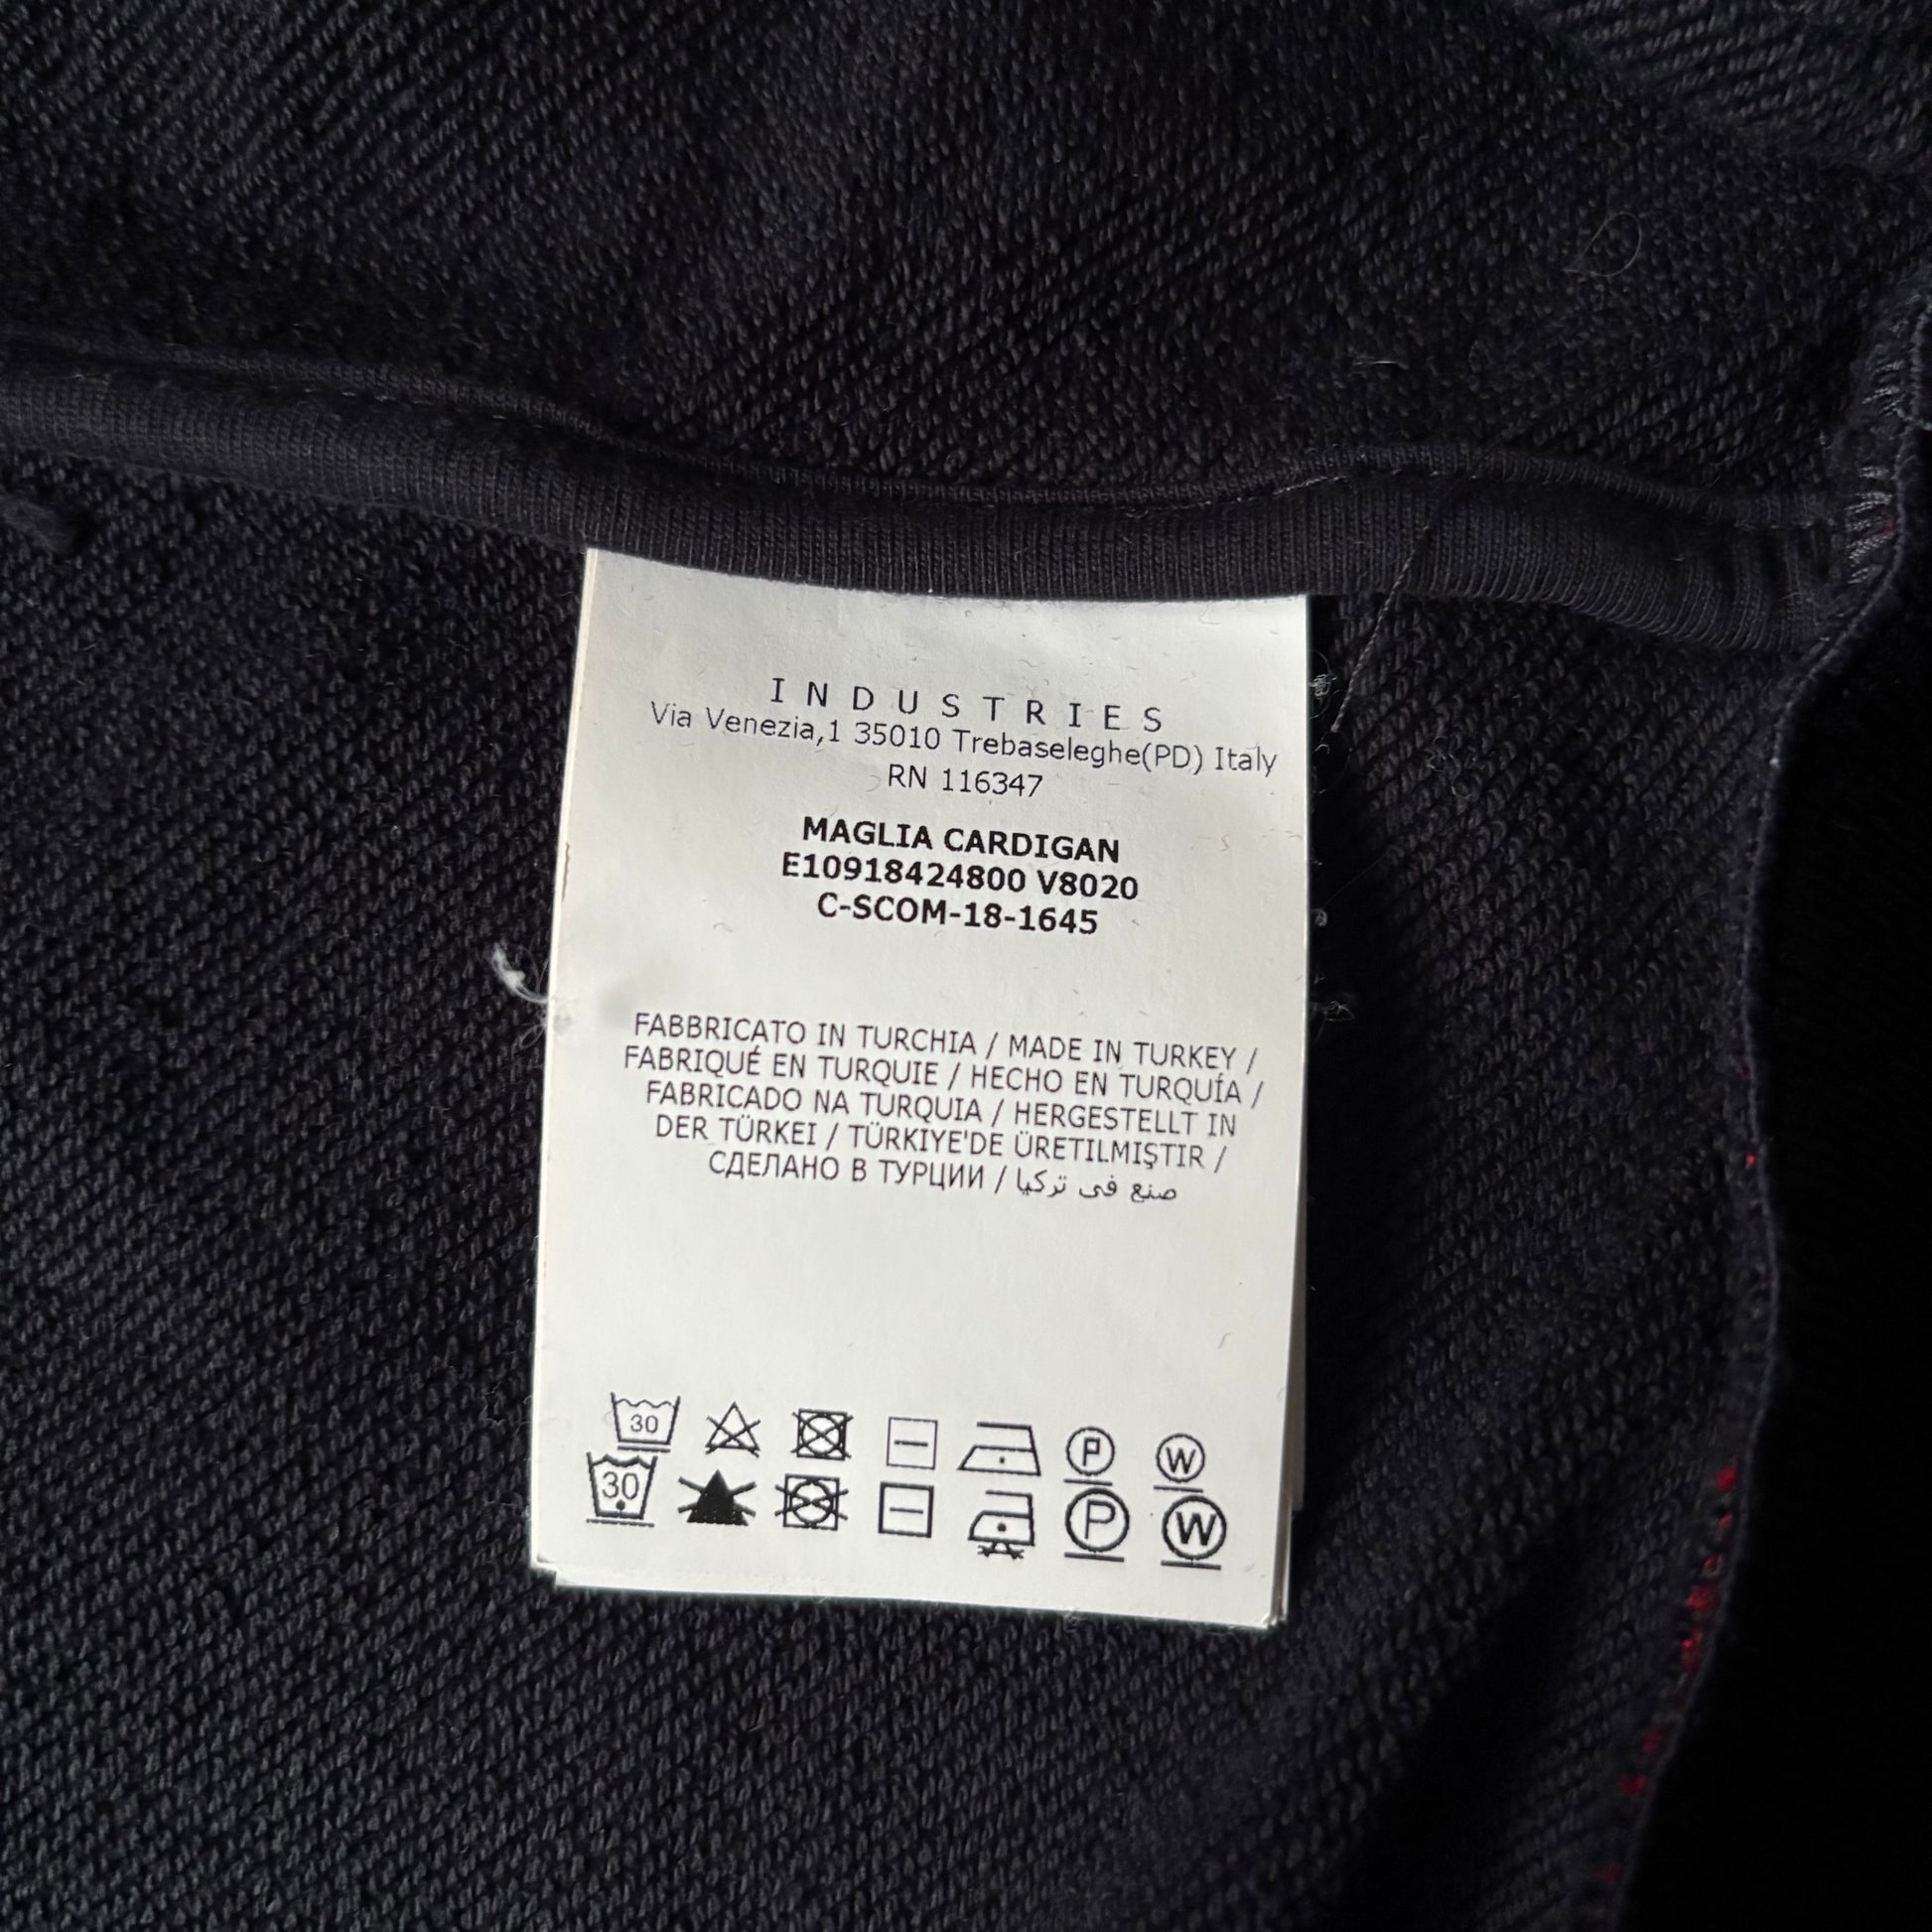 INDUSTRIES
Via Venezia,1 35010 Trebaseleghe(PD) Italy
RN 116347
MAGLIA CARDIGAN
E10918424800 V8020
C-SCOM-18-1645
FABBRICATO IN TURCHIA / MADE IN TURKEY /
FABRIQUÉ EN TURQUIE / HECHO EN TURQUÍA /
FABRICADO NA TURQUIA / HERGESTELLT IN
DER TÜRKEI / TÜRKIYE'DE ÜRETILMIŞTIR /
СДЕЛАНО В ТУРЦИИ / صنع فى تركيا
30 P W
30 P W